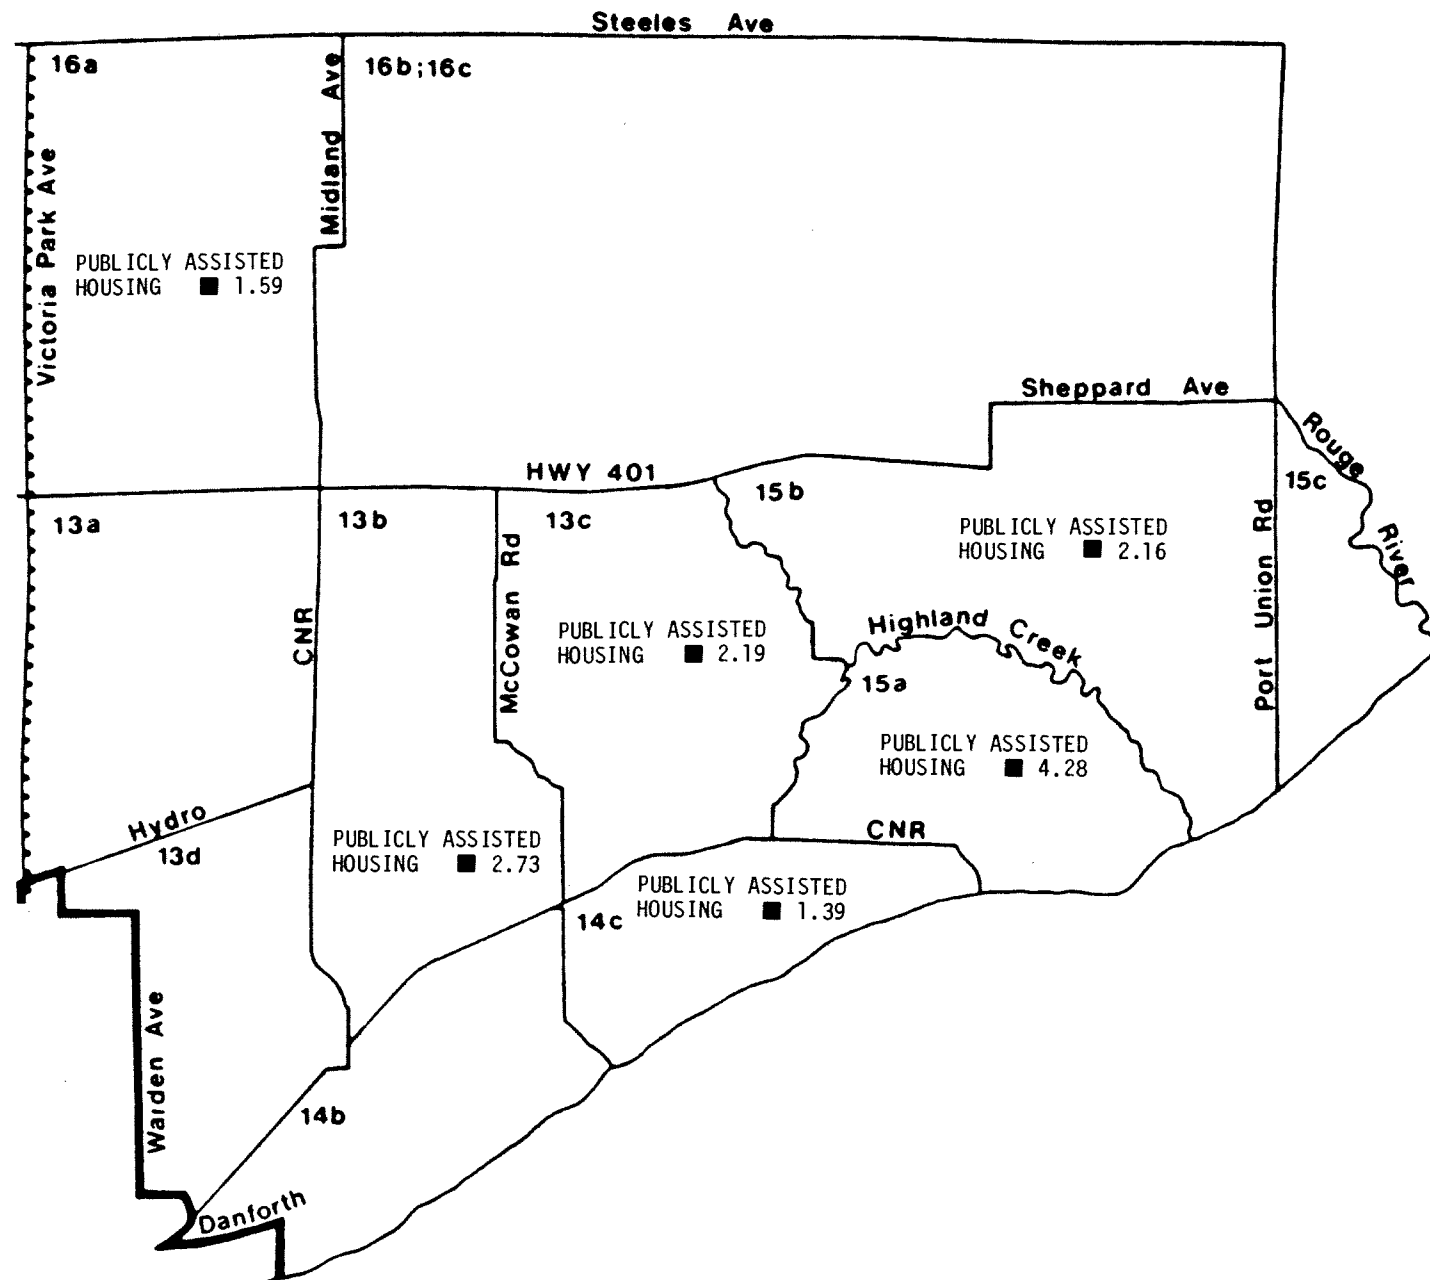 Steeles Ave
16a
Midland Ave
16b;16c
Victoria Park Ave
PUBLICLY ASSISTED
HOUSING ■ 1.59
Sheppard Ave
Rouge River
HWY 401
15b
15c
13a
13b
13c
PUBLICLY ASSISTED
HOUSING ■ 2.16
Port Union Rd
McCowan Rd
CNR
PUBLICLY ASSISTED
HOUSING ■ 2.19
Highland Creek
15a
PUBLICLY ASSISTED
HOUSING ■ 4.28
Hydro
13d
PUBLICLY ASSISTED
HOUSING ■ 2.73
CNR
PUBLICLY ASSISTED
HOUSING ■ 1.39
14c
Warden Ave
14b
Danforth